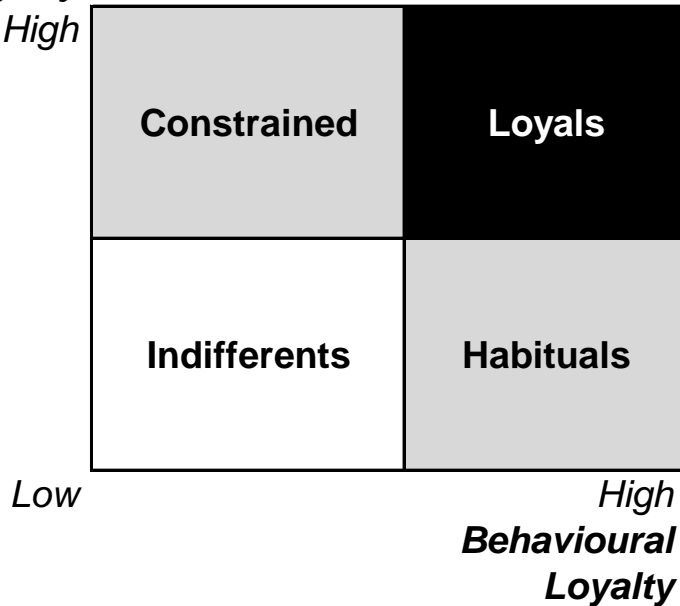 High
Constrained Loyals
Indifferents Habituals
Low High
Behavioural
Loyalty